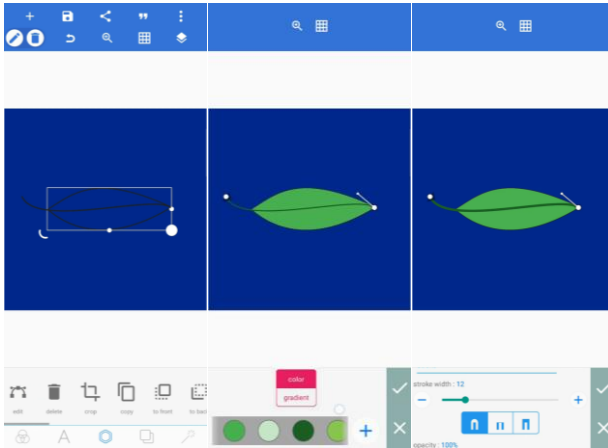 edit
delete
crop
copy
to front
to back
color
gradient
stroke width : 12
opacity : 100%